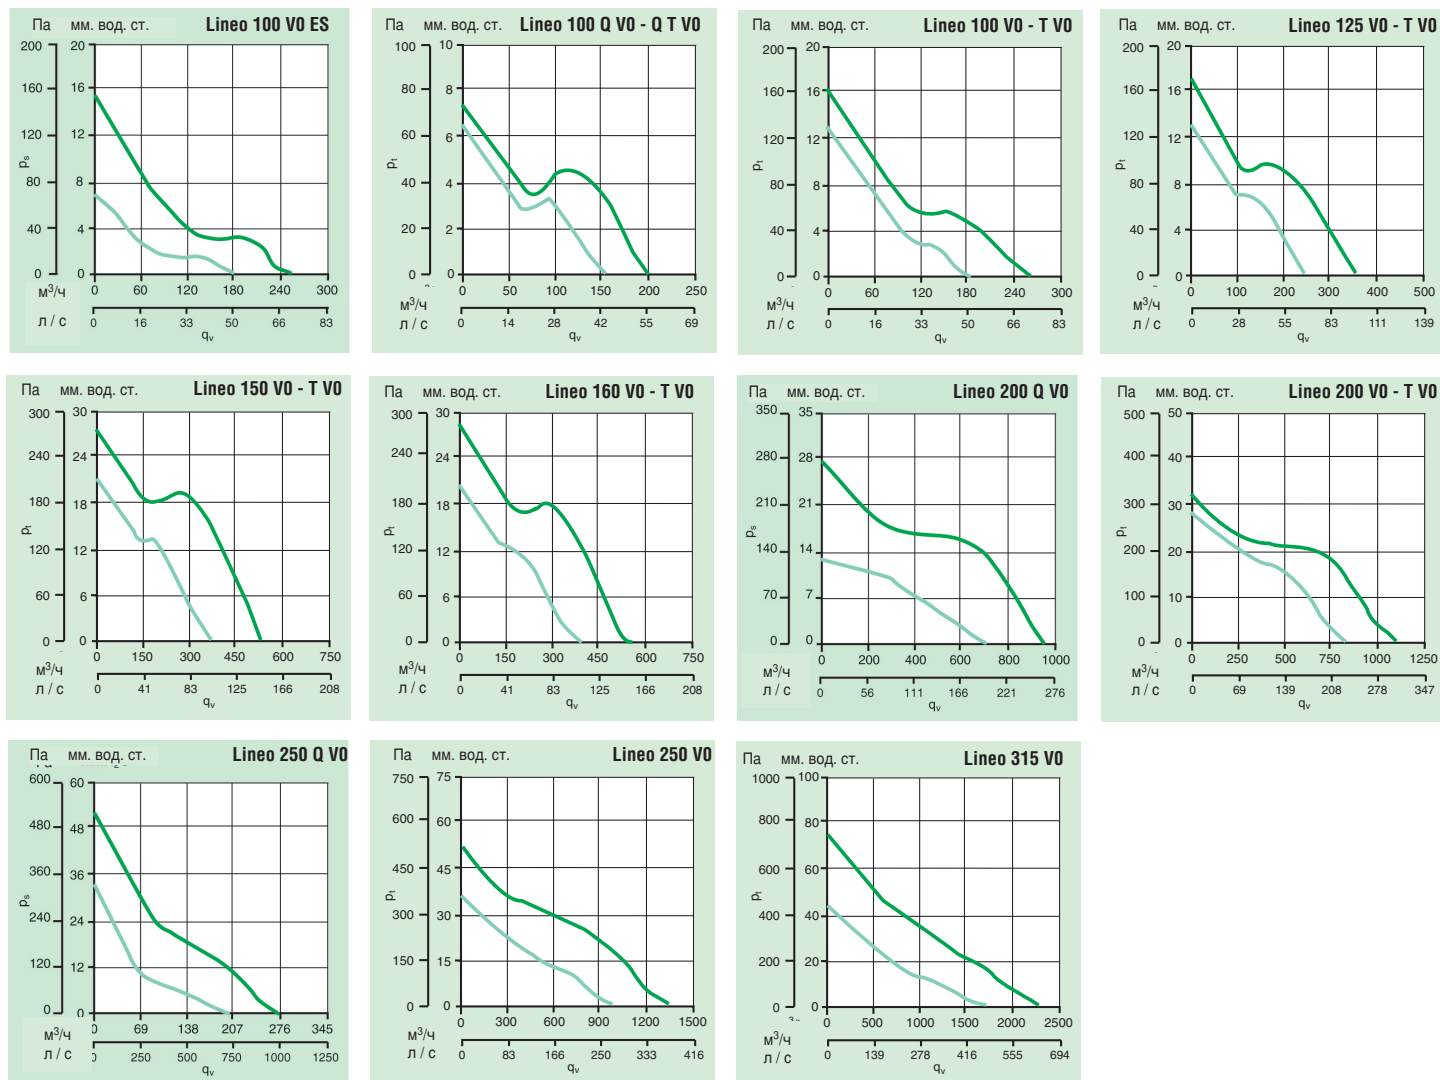 Па мм. вод. ст. Lineo 100 V0 ES
200 20
160 16
120 12
ps
80 8
40 4
0 0
0 60 120 180 240 300
м³/ч
л / с 0 16 33 50 66 83
qv
Па мм. вод. ст. Lineo 100 Q V0 - Q T V0
100 10
80 8
60 6
pt
40 4
20 2
0 0
0 50 100 150 200 250
м³/ч
л / с 0 14 28 42 55 69
qv
Па мм. вод. ст. Lineo 100 V0 - T V0
200 20
160 16
120 12
pt
80 8
40 4
0 0
0 60 120 180 240 300
м³/ч
л / с 0 16 33 50 66 83
qv
Па мм. вод. ст. Lineo 125 V0 - T V0
200 20
160 16
120 12
pt
80 8
40 4
0 0
0 100 200 300 400 500
м³/ч
л / с 0 28 55 83 111 139
qv
Па мм. вод. ст. Lineo 150 V0 - T V0
300 30
240 24
180 18
pt
120 12
60 6
0 0
0 150 300 450 600 750
м³/ч
л / с 0 41 83 125 166 208
qv
Па мм. вод. ст. Lineo 160 V0 - T V0
300 30
240 24
180 18
pt
120 12
60 6
0 0
0 150 300 450 600 750
м³/ч
л / с 0 41 83 125 166 208
qv
Па мм. вод. ст. Lineo 200 Q V0
350 35
280 28
210 21
ps
140 14
70 7
0 0
0 200 400 600 800 1000
м³/ч
л / с 0 56 111 166 221 276
qv
Па мм. вод. ст. Lineo 200 V0 - T V0
500 50
400 40
300 30
pt
200 20
100 10
0 0
0 250 500 750 1000 1250
м³/ч
л / с 0 69 139 208 278 347
qv
Па мм. вод. ст. Lineo 250 Q V0
600 60
480 48
360 36
ps
240 24
120 12
0 0
0 69 138 207 276 345
м³/ч
л / с 0 250 500 750 1000 1250
qv
Па мм. вод. ст. Lineo 250 V0
750 75
600 60
450 45
pt
300 30
150 15
0 0
0 300 600 900 1200 1500
м³/ч
л / с 0 83 166 250 333 416
qv
Па мм. вод. ст. Lineo 315 V0
1000 100
800 80
600 60
pt
400 40
200 20
0 0
0 500 1000 1500 2000 2500
м³/ч
л / с 0 139 278 416 555 694
qv